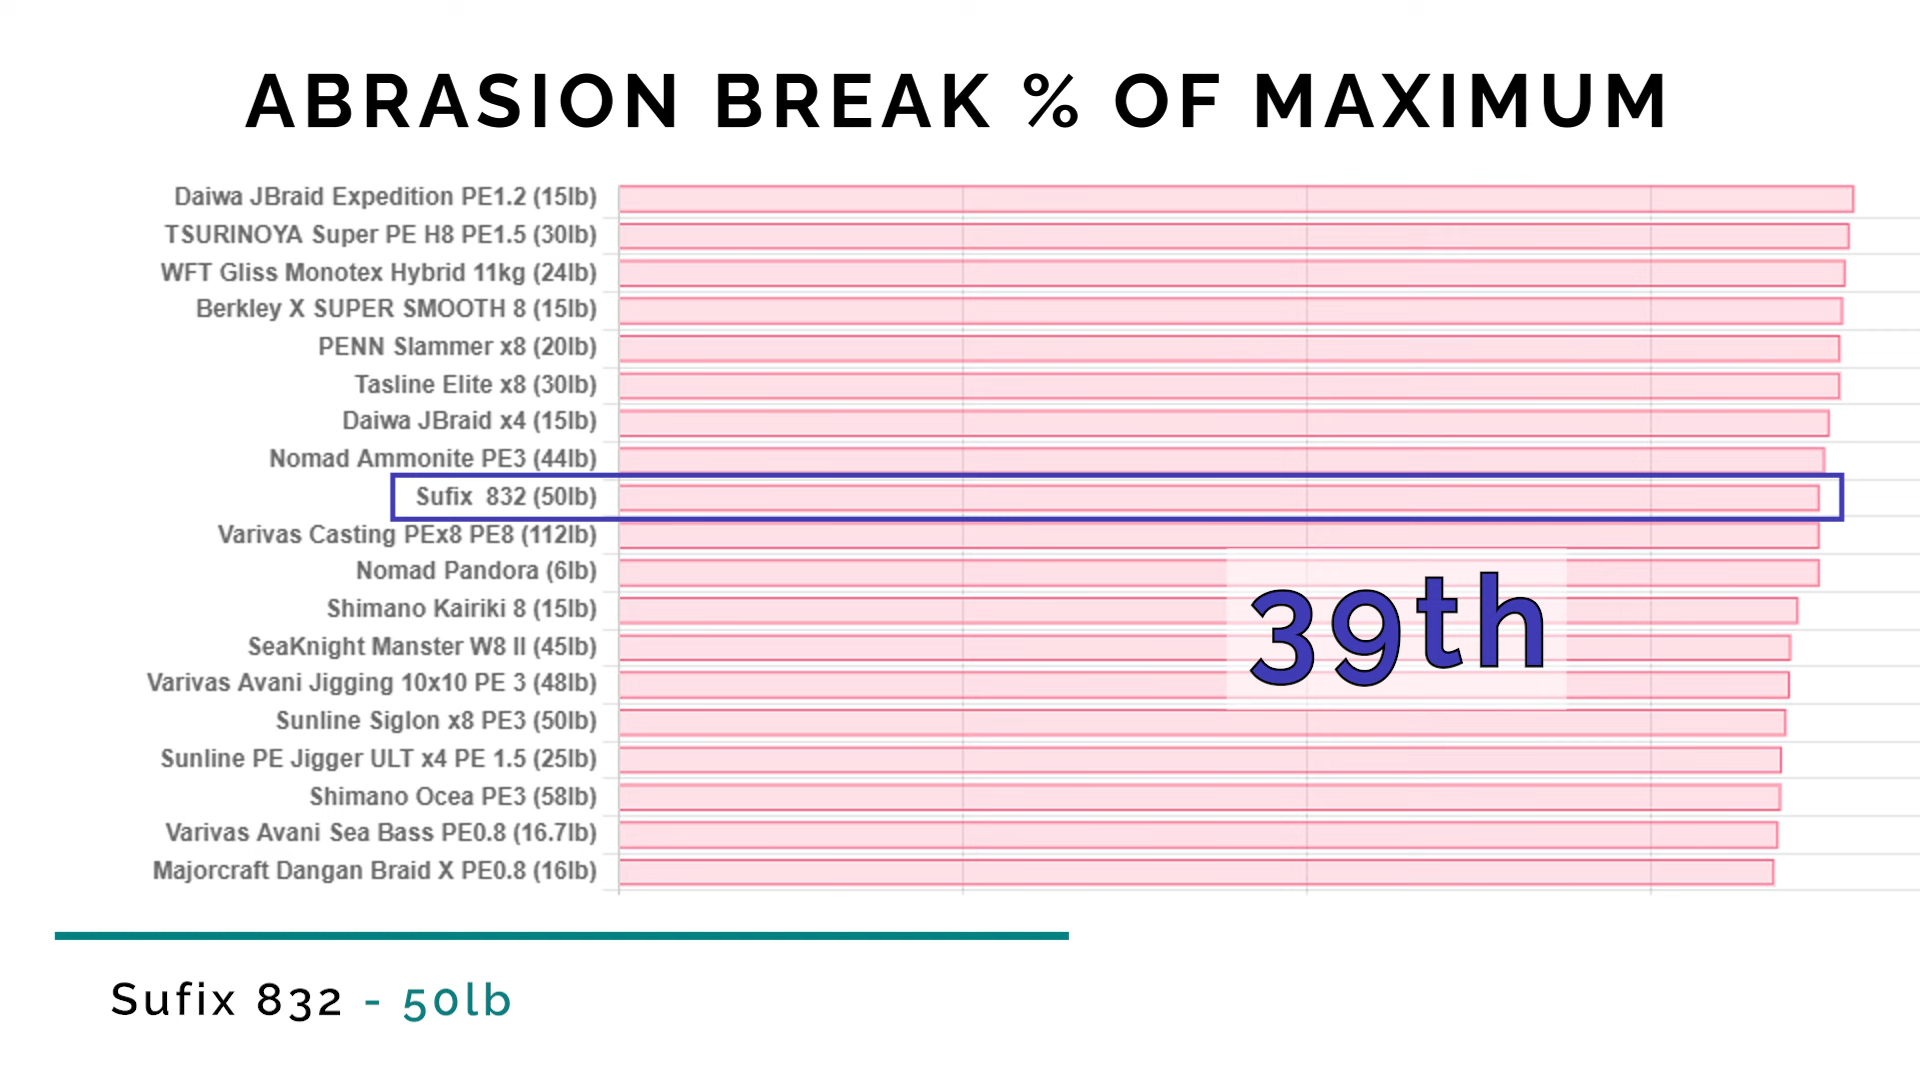 ABRASION BREAK % OF MAXIMUM
Daiwa JBraid Expedition PE1.2 (15lb)
TSURINOYA Super PE H8 PE1.5 (30lb)
WFT Gliss Monotex Hybrid 11kg (24lb)
Berkley X SUPER SMOOTH 8 (15lb)
PENN Slammer x8 (20lb)
Tasline Elite x8 (30lb)
Daiwa JBraid x4 (15lb)
Nomad Ammonite PE3 (44lb)
Sufix 832 (50lb)
Varivas Casting PEx8 PE8 (112lb)
Nomad Pandora (6lb)
Shimano Kairiki 8 (15lb)
39th
SeaKnight Manster W8 II (45lb)
Varivas Avani Jigging 10x10 PE 3 (48lb)
Sunline Siglon x8 PE3 (50lb)
Sunline PE Jigger ULT x4 PE 1.5 (25lb)
Shimano Ocea PE3 (58lb)
Varivas Avani Sea Bass PE0.8 (16.7lb)
Majorcraft Dangan Braid X PE0.8 (16lb)
Sufix 832 - 50lb